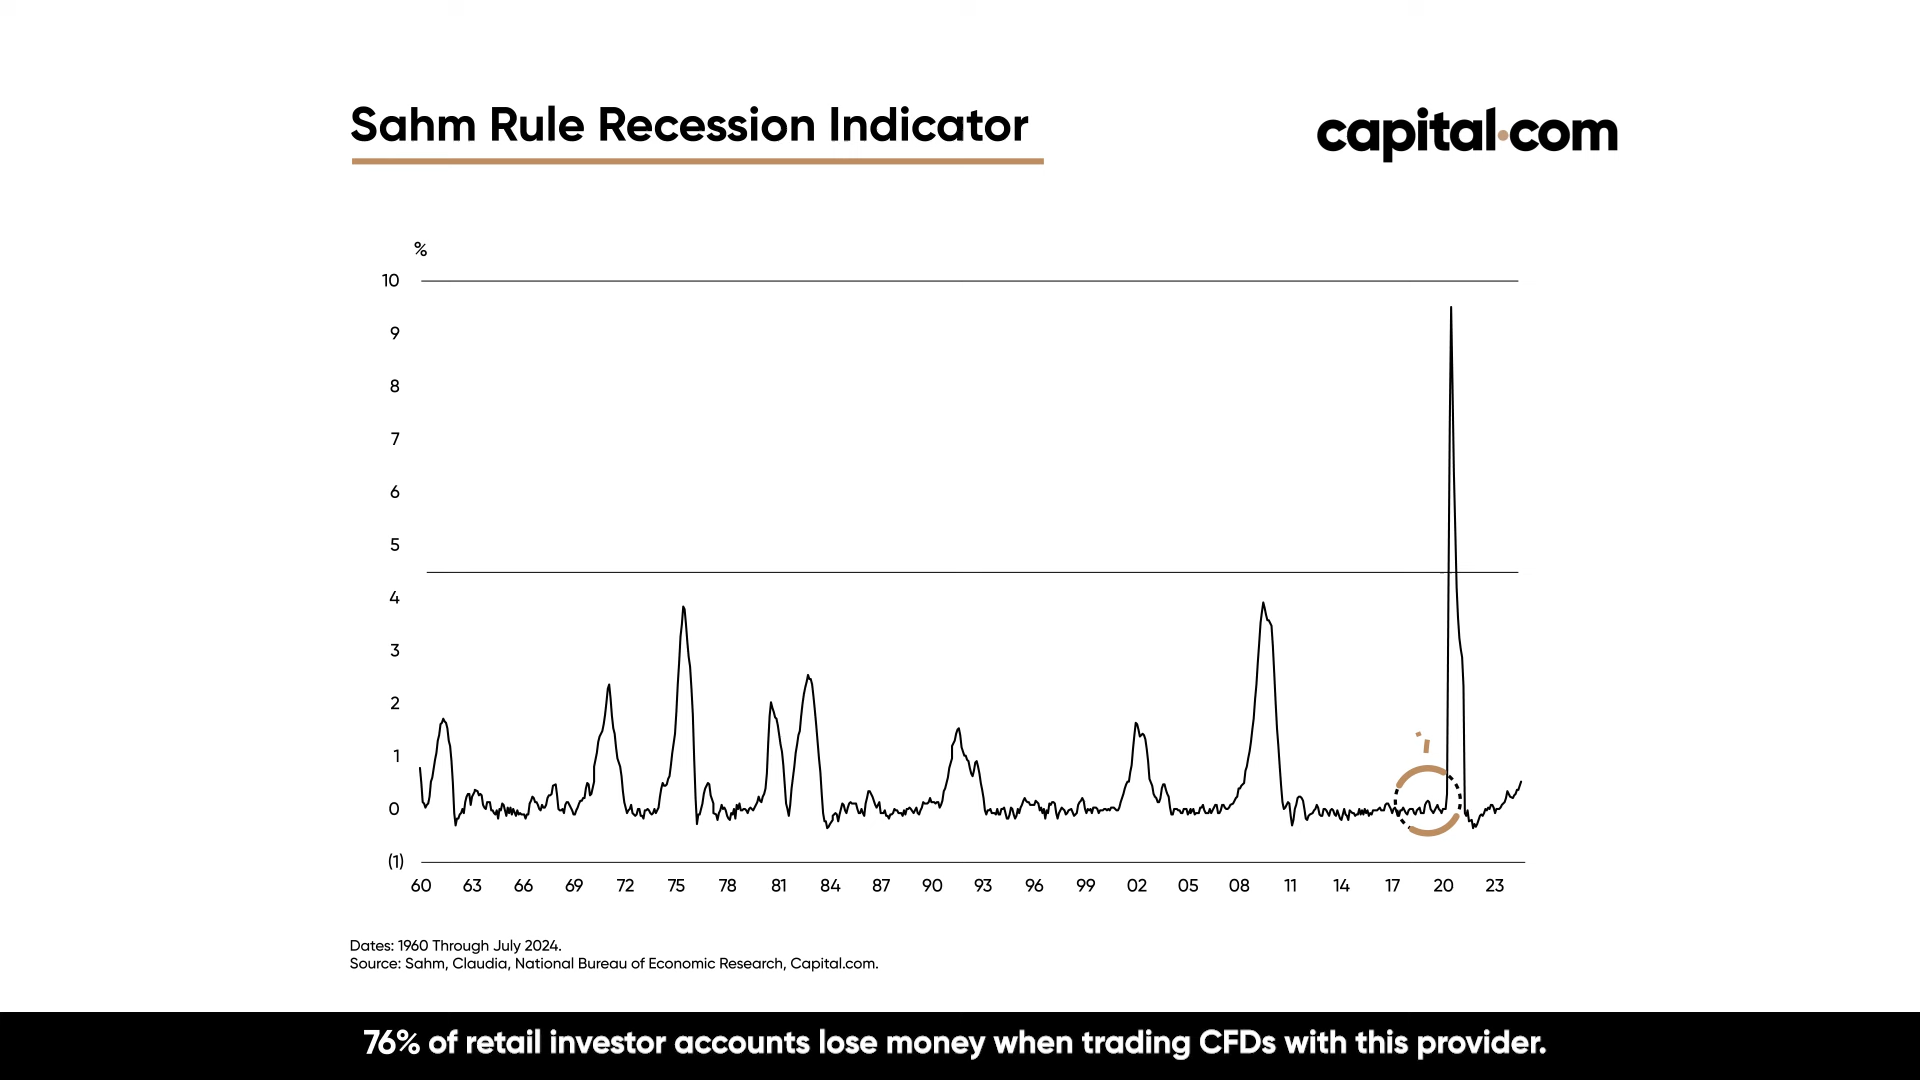 Sahm Rule Recession Indicator
capital.com
%
10
9
8
7
6
5
4
3
2
1
0
(1)
60 63 66 69 72 75 78 81 84 87 90 93 96 99 02 05 08 11 14 17 20 23
Dates: 1960 Through July 2024.
Source: Sahm, Claudia, National Bureau of Economic Research, Capital.com.
76% of retail investor accounts lose money when trading CFDs with this provider.